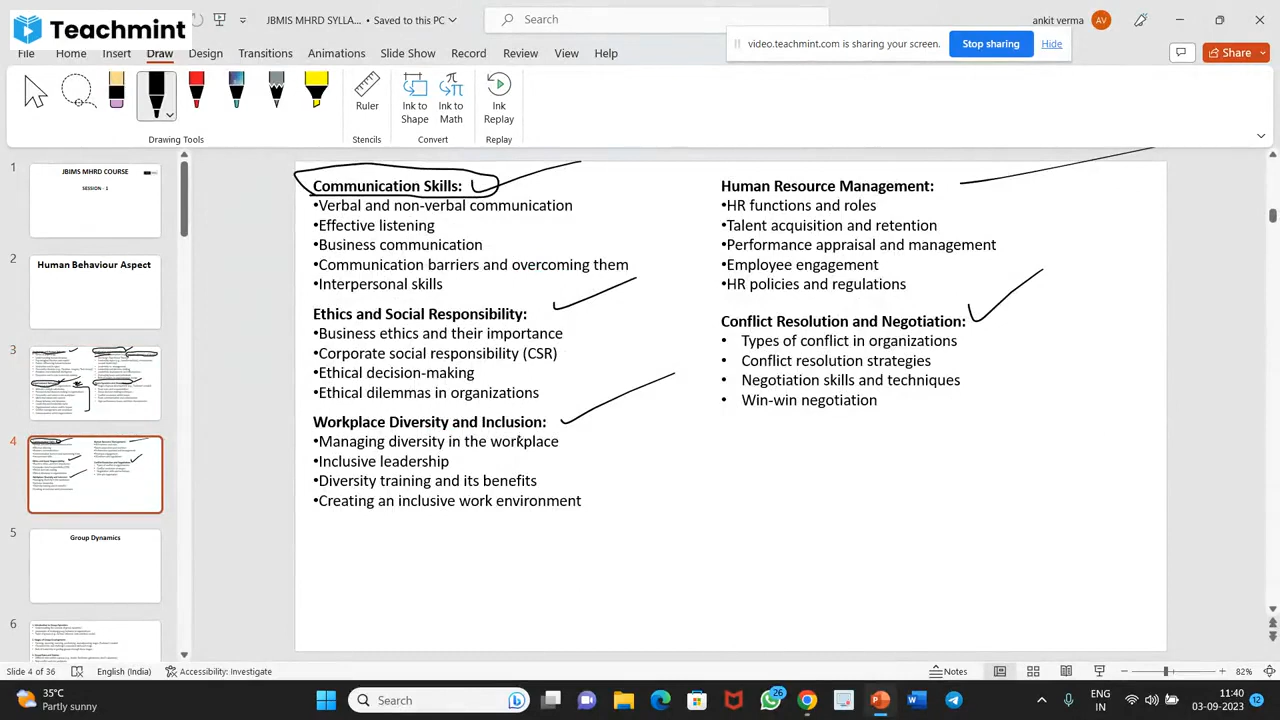 Teachmint
JBMIS MHRD SYLLA... • Saved to this PC
Search
ankit verma
AV
File Home Insert Draw Design Transitions Animations Slide Show Record Review View Help
video.teachmint.com is sharing your screen.
Stop sharing
Hide
Share
Ruler
Ink to
Shape
Ink to
Math
Ink
Replay
Drawing Tools
Stencils
Convert
Replay
1
JBIMS MHRD COURSE
SESSION - 1
2
Human Behaviour Aspect
3
4
5
Group Dynamics
6
Communication Skills:
•Verbal and non-verbal communication
•Effective listening
•Business communication
•Communication barriers and overcoming them
•Interpersonal skills
Ethics and Social Responsibility:
•Business ethics and their importance
•Corporate social responsibility (CSR)
•Ethical decision-making
•Ethical dilemmas in organizations
Workplace Diversity and Inclusion:
•Managing diversity in the workplace
•Inclusive leadership
•Diversity training and its benefits
•Creating an inclusive work environment
Human Resource Management:
•HR functions and roles
•Talent acquisition and retention
•Performance appraisal and management
•Employee engagement
•HR policies and regulations
Conflict Resolution and Negotiation:
• Types of conflict in organizations
• Conflict resolution strategies
• Negotiation skills and techniques
• Win-win negotiation
Slide 4 of 36
English (India)
Accessibility: Investigate
Notes
82%
35°C
Partly sunny
Search
26
ENG
IN
11:40
03-09-2023